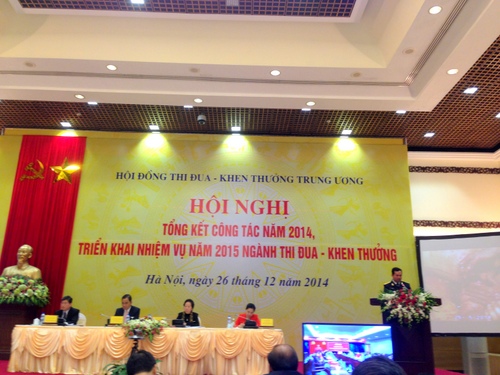 HỘI ĐỒNG THI ĐUA - KHEN THƯỞNG TRUNG ƯƠNG
HỘI NGHỊ
TỔNG KẾT CÔNG TÁC NĂM 2014,
TRIỂN KHAI NHIỆM VỤ NĂM 2015 NGÀNH THI ĐUA - KHEN THƯỞNG
Hà Nội, ngày 26 tháng 12 năm 2014